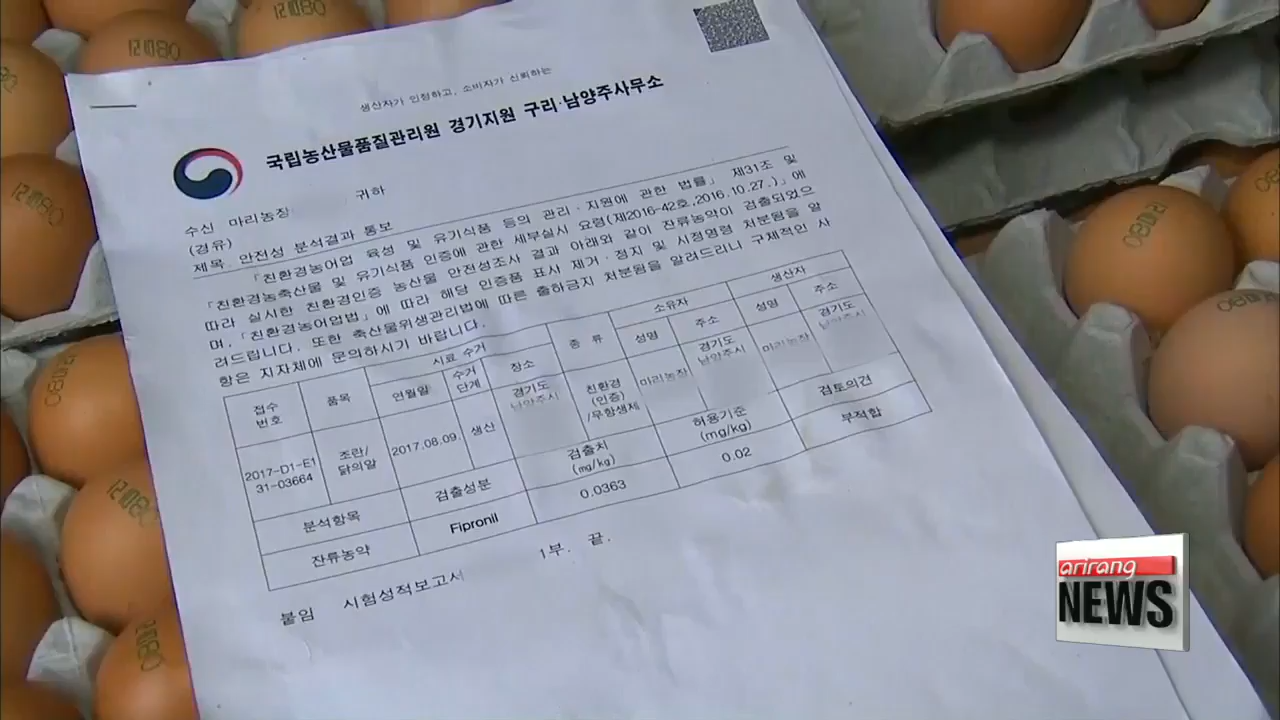 생산자가 인정하고, 소비자가 신뢰하는
국립농산물품질관리원 경기지원 구리·남양주사무소
수신 마리농장 귀하
(경유)
제목. 안전성 분석결과 통보
「친환경농어업 육성 및 유기식품 등의 관리·지원에 관한 법률」 제31조 및
「친환경농축산물 및 유기식품 인증에 관한 세부실시 요령(제2016-42호,2016.10.27.)」에
따라 실시한 친환경인증 농산물 안전성조사 결과 아래와 같이 잔류농약이 검출되었으
며,「친환경농어업법」에 따라 해당 인증품 표시 제거·정지 및 시정명령 처분됨을 알
려드립니다. 또한 축산물위생관리법에 따른 출하금지 처분됨을 알려드리니 구체적인 사
항은 지자체에 문의하시기 바랍니다.
접수 번호 품목 시료 수거 종 류 소유자 생산자
연월일 수거 단계 장소 성명 주소 성명 주소
2017-D1-E1 31-03664 조란/ 닭의알 2017.08.09. 생산 경기도 남양주시 친환경 (인증) /무항생제 마리농장 경기도 남양주시 마리농장 경기도 남양주시
분석항목 검출성분 검출치 (mg/kg) 허용기준 (mg/kg) 검토의견
잔류농약 Fipronil 0.0363 0.02 부적합
붙임 시험성적보고서 1부. 끝.
arirang
NEWS